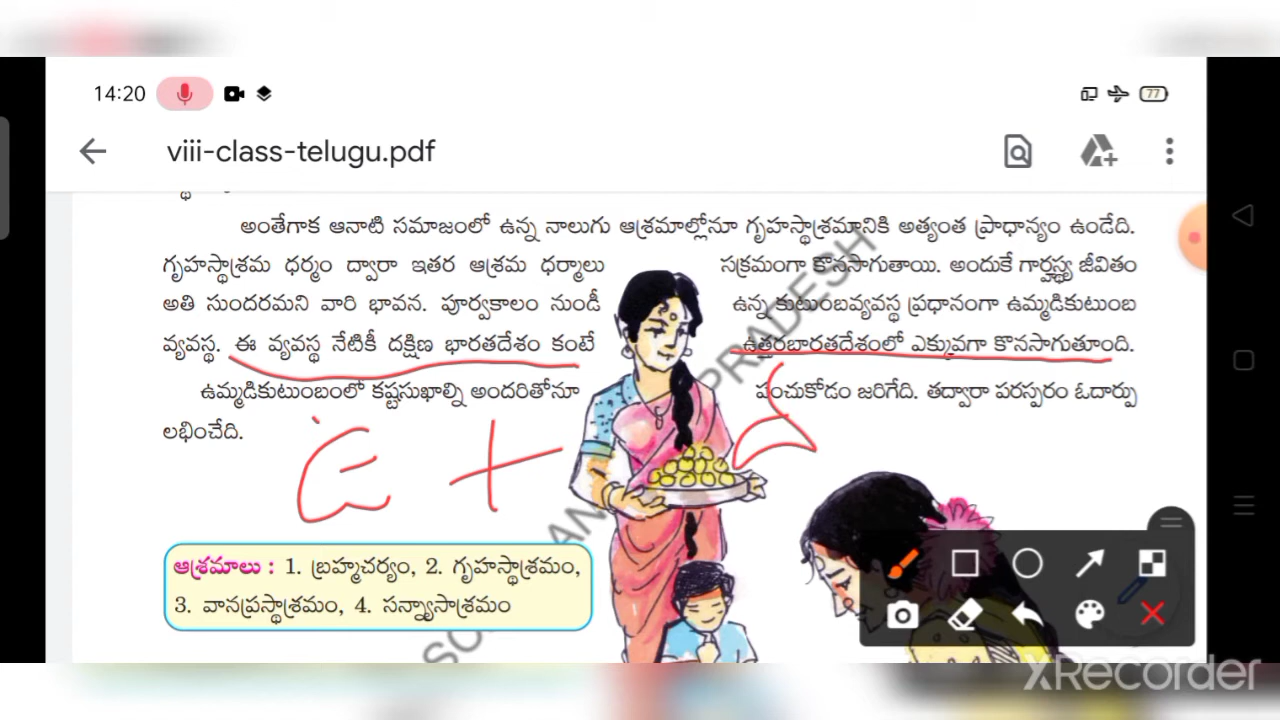 14:20
77
viii-class-telugu.pdf
అంతేగాక ఆనాటి సమాజంలో ఉన్న నాలుగు ఆశ్రమాల్లోనూ గృహస్థాశ్రమానికి అత్యంత ప్రాధాన్యం ఉండేది.
గృహస్థాశ్రమ ధర్మం ద్వారా ఇతర ఆశ్రమ ధర్మాలు సక్రమంగా కొనసాగుతాయి. అందుకే గార్హస్థ్య జీవితం
అతి సుందరమని వారి భావన. పూర్వకాలం నుండీ ఉన్న కుటుంబవ్యవస్థ ప్రధానంగా ఉమ్మడికుటుంబ
వ్యవస్థ. ఈ వ్యవస్థ నేటికీ దక్షిణ భారతదేశం కంటే ఉత్తరభారతదేశంలో ఎక్కువగా కొనసాగుతూంది.
ఉమ్మడికుటుంబంలో కష్టసుఖాల్ని అందరితోనూ పంచుకోడం జరిగేది. తద్వారా పరస్పరం ఓదార్పు
లభించేది.
ఆశ్రమాలు : 1. బ్రహ్మచర్యం, 2. గృహస్థాశ్రమం,
3. వానప్రస్థాశ్రమం, 4. సన్న్యాసాశ్రమం
PRADESH
XRecorder